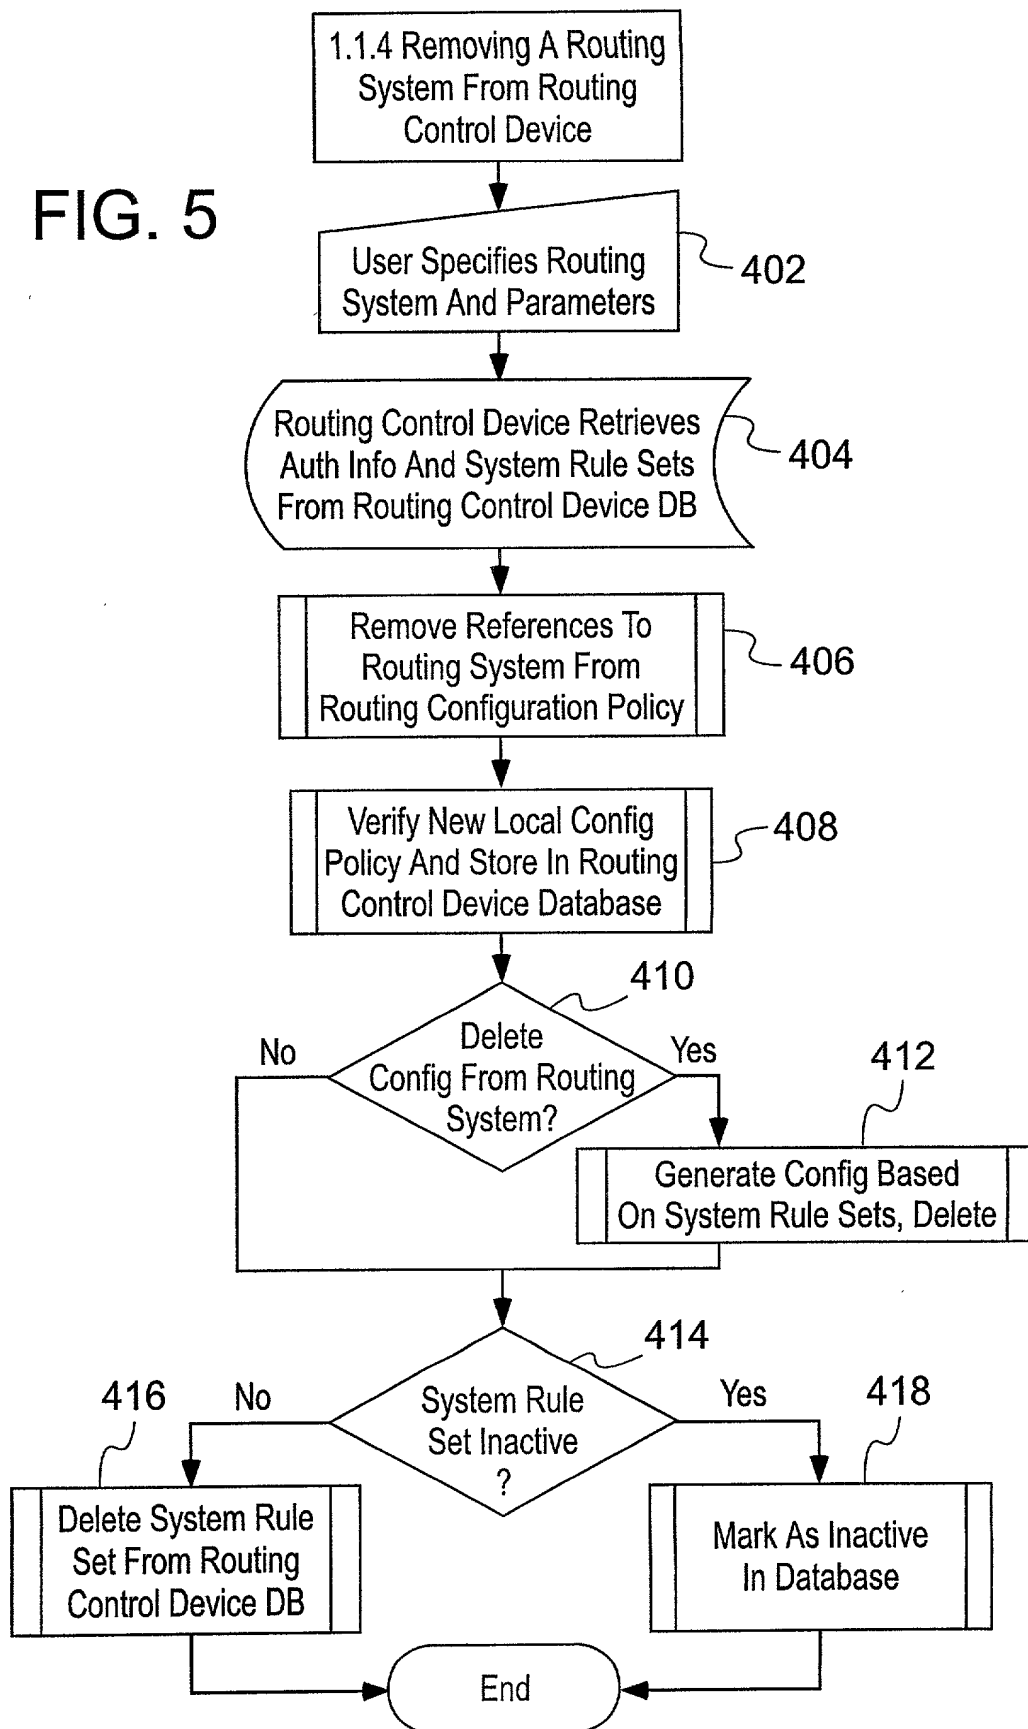 1.1.4 Removing A Routing
System From Routing
Control Device
FIG. 5
User Specifies Routing
System And Parameters
402
Routing Control Device Retrieves
Auth Info And System Rule Sets
From Routing Control Device DB
404
Remove References To
Routing System From
Routing Configuration Policy
406
Verify New Local Config
Policy And Store In Routing
Control Device Database
408
410
Delete
Config From Routing
System?
No
Yes
412
Generate Config Based
On System Rule Sets, Delete
414
System Rule
Set Inactive
?
No
Yes
416
418
Delete System Rule
Set From Routing
Control Device DB
Mark As Inactive
In Database
End